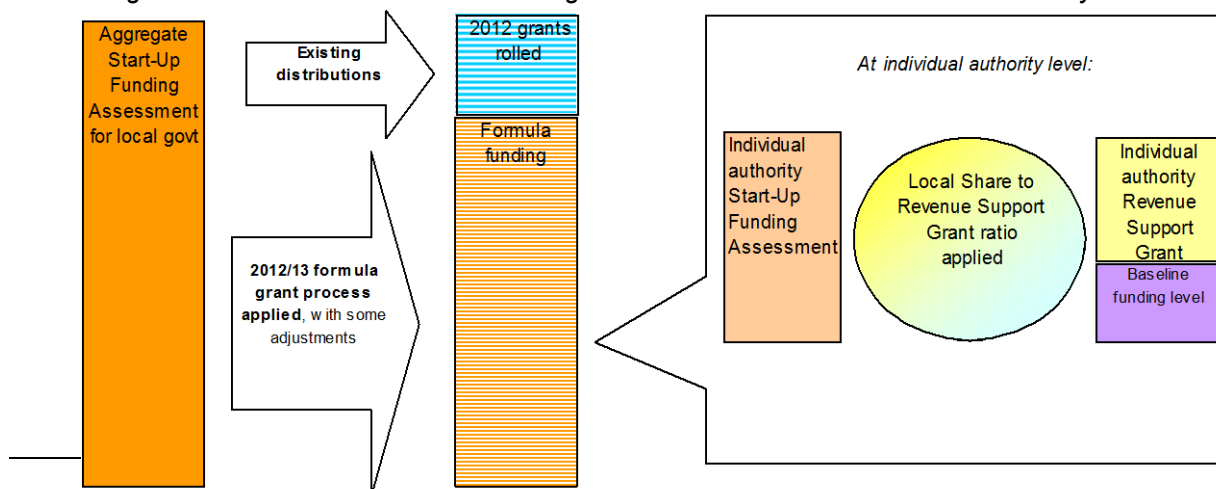 Aggregate
Start-Up
Funding
Assessment
for local govt
Existing
distributions
2012/13 formula
grant process
applied, with some
adjustments
2012 grants
rolled
Formula
funding
At individual authority level:
Individual
authority
Start-Up
Funding
Assessment
Local Share to
Revenue Support
Grant ratio
applied
Individual
authority
Revenue
Support
Grant
Baseline
funding level